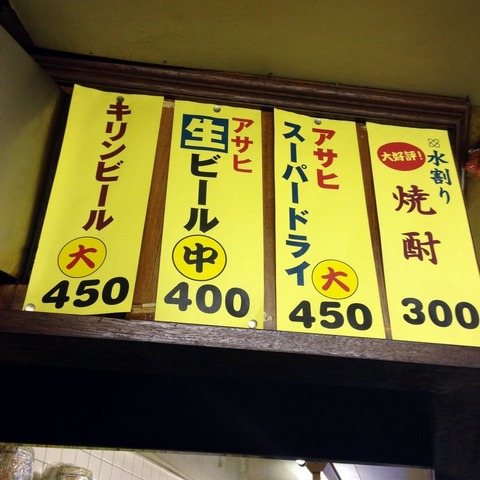 キリンビール
大
450
アサヒ
生ビール
中
400
アサヒ
スーパードライ
大
450
大好評!
水割り
焼酎
300